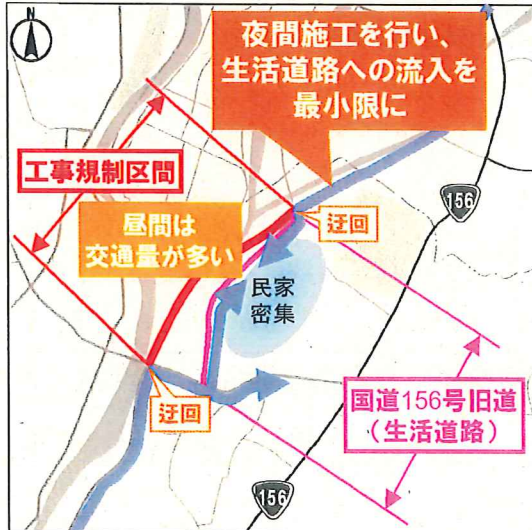 N
夜間施工を行い、
生活道路への流入を
最小限に
工事規制区間
156
昼間は
交通量が多い
迂回
民家
密集
国道156号旧道
（生活道路）
迂回
156